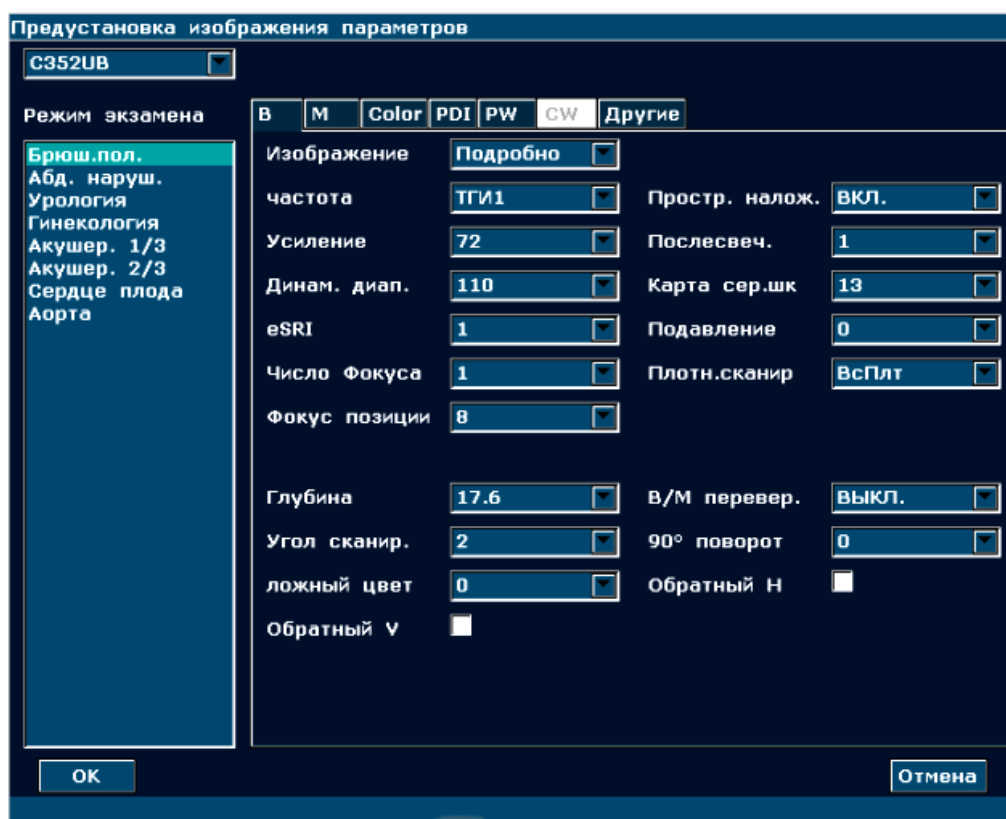 Предустановка изображения параметров
C352UB
Режим экзамена
Брюш.пол.
Абд. наруш.
Урология
Гинекология
Акушер. 1/3
Акушер. 2/3
Сердце плода
Аорта
B M Color PDI PW CW Другие
Изображение Подробно
частота ТГИ1 Простр. налож. ВКЛ.
Усиление 72 Послесвеч. 1
Динам. диап. 110 Карта сер.шк 13
eSRI 1 Подавление 0
Число Фокуса 1 Плотн.сканир ВсПлт
Фокус позиции 8
Глубина 17.6 В/М перевер. ВЫКЛ.
Угол сканир. 2 90° поворот 0
ложный цвет 0 Обратный H
Обратный V
OK Отмена